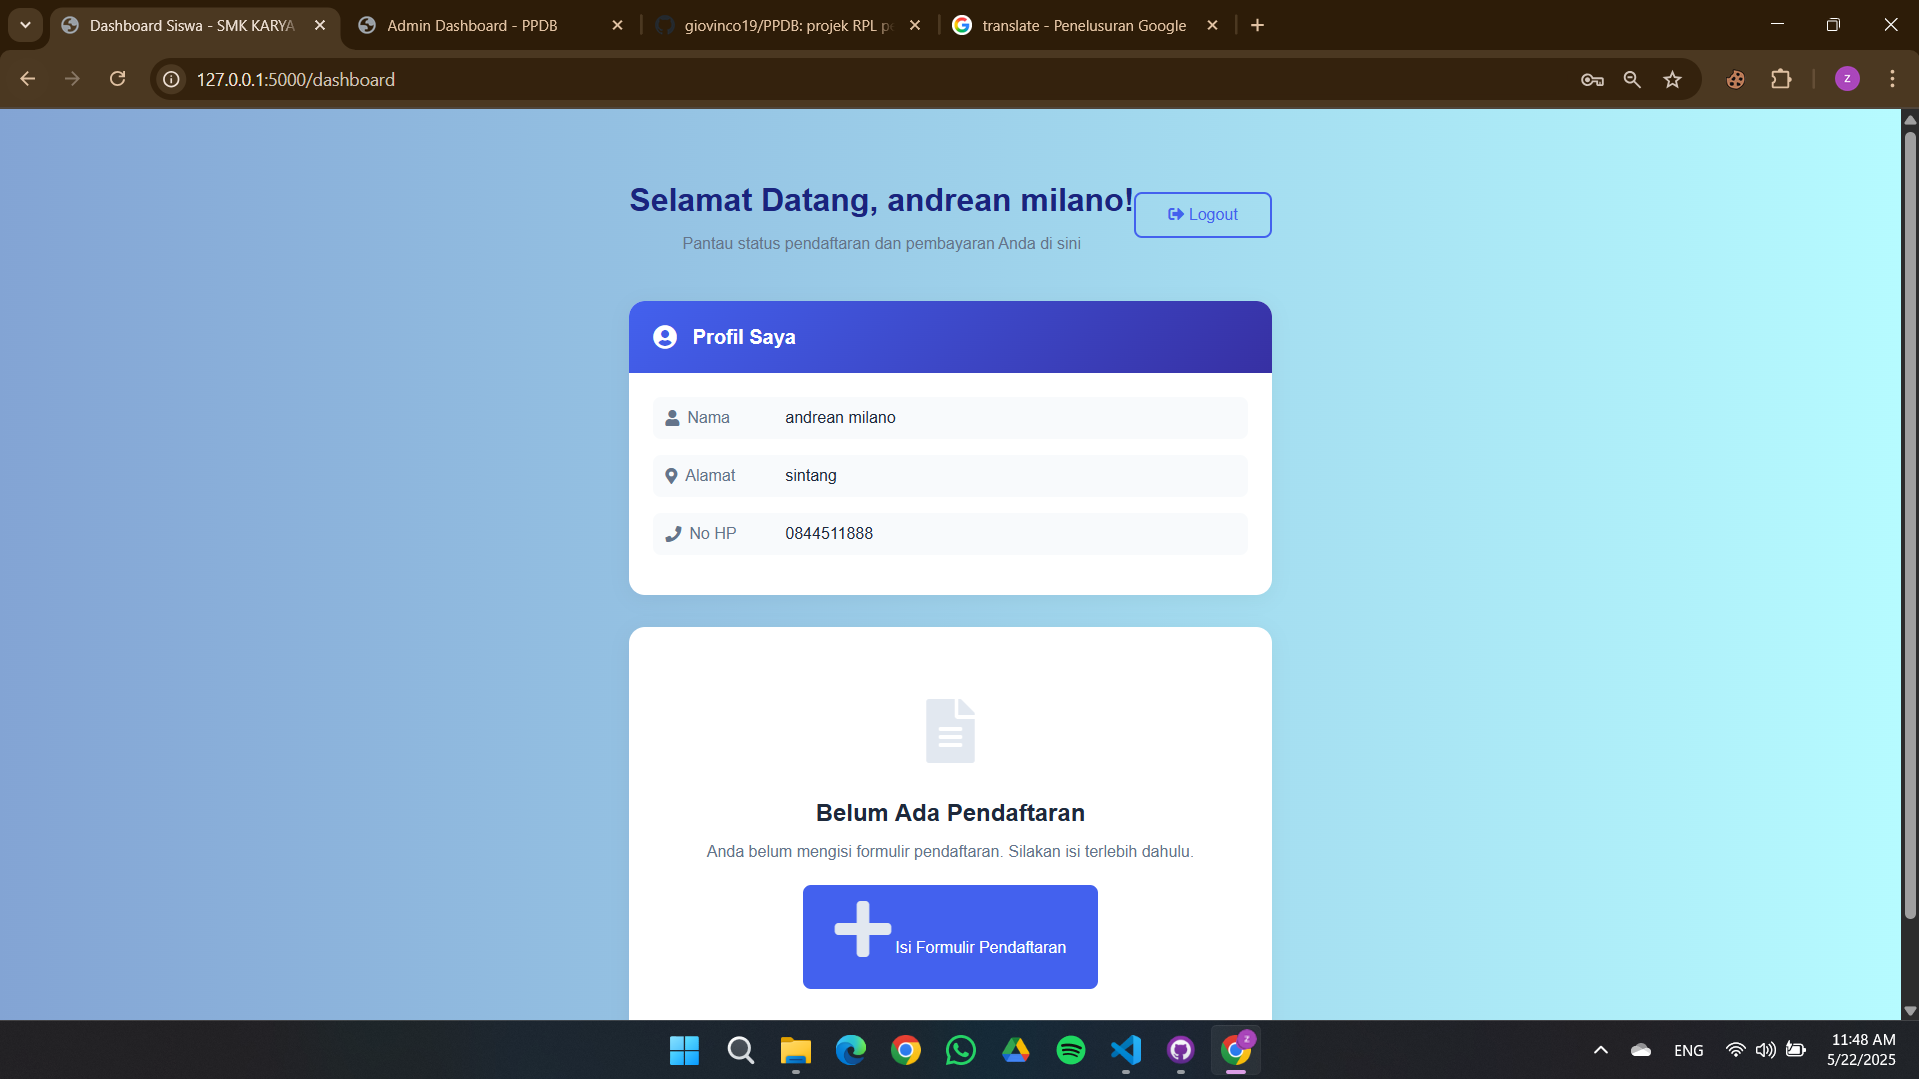 Dashboard Siswa - SMK KARYA
Admin Dashboard - PPDB
giovinco19/PPDB: projek RPL pe
translate - Penelusuran Google
127.0.0.1:5000/dashboard
z
Selamat Datang, andrean milano!
Logout
Pantau status pendaftaran dan pembayaran Anda di sini
Profil Saya
Nama andrean milano
Alamat sintang
No HP 0844511888
Belum Ada Pendaftaran
Anda belum mengisi formulir pendaftaran. Silakan isi terlebih dahulu.
Isi Formulir Pendaftaran
z
ENG
11:48 AM
5/22/2025